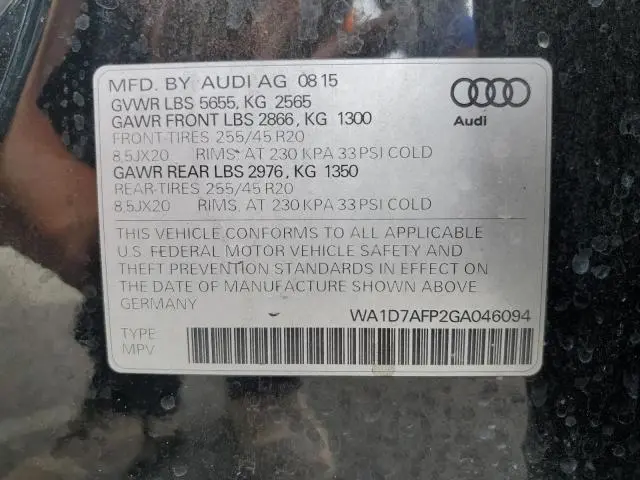 MFD. BY AUDI AG 0815
GVWR LBS 5655, KG 2565
GAWR FRONT LBS 2866, KG 1300
FRONT-TIRES 255/45 R20
8,5JX20 RIMS, AT 230 KPA 33 PSI COLD
GAWR REAR LBS 2976, KG 1350
REAR-TIRES 255/45 R20
8,5JX20 RIMS, AT 230 KPA 33 PSI COLD
Audi
THIS VEHICLE CONFORMS TO ALL APPLICABLE
U.S. FEDERAL MOTOR VEHICLE SAFETY AND
THEFT PREVENTION STANDARDS IN EFFECT ON
THE DATE OF MANUFACTURE SHOWN ABOVE.
GERMANY
WA1D7AFP2GA046094
TYPE
MPV